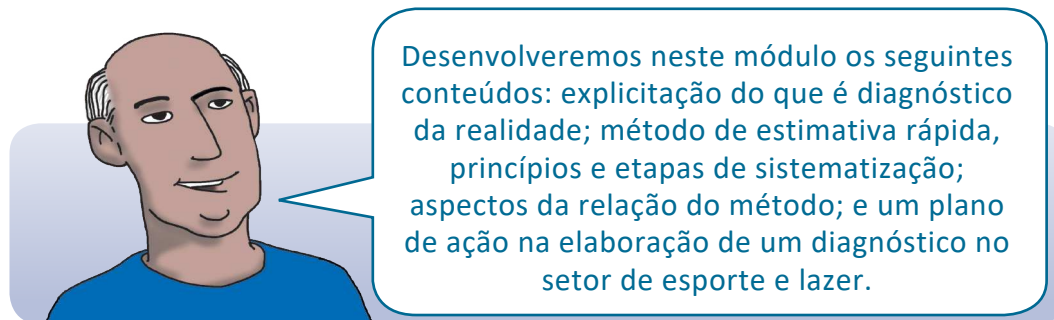 Desenvolveremos neste módulo os seguintes
conteúdos: explicitação do que é diagnóstico
da realidade; método de estimativa rápida,
princípios e etapas de sistematização;
aspectos da relação do método; e um plano
de ação na elaboração de um diagnóstico no
setor de esporte e lazer.